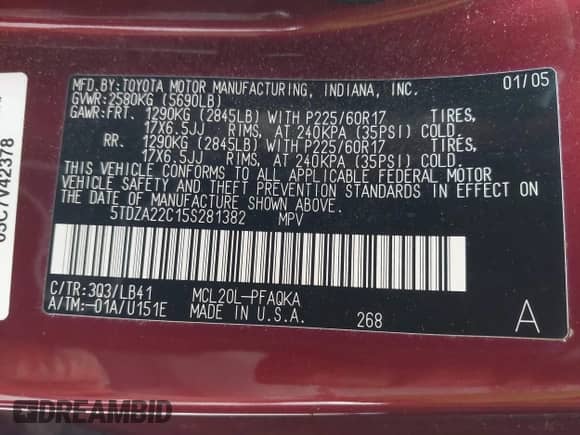 MFD.BY:TOYOTA MOTOR MANUFACTURING, INDIANA, INC. 01/05
GVWR:2580KG (5690LB)
GAWR:FRT. 1290KG (2845LB) WITH P225/60R17 TIRES,
17X6.5JJ RIMS, AT 240KPA (35PSI) COLD.
RR. 1290KG (2845LB) WITH P225/60R17 TIRES,
17X6.5JJ RIMS, AT 240KPA (35PSI) COLD.
THIS VEHICLE CONFORMS TO ALL APPLICABLE FEDERAL MOTOR
VEHICLE SAFETY AND THEFT PREVENTION STANDARDS IN EFFECT ON
THE DATE OF MANUFACTURE SHOWN ABOVE.
5TDZA22C15S281382 MPV
C/TR:3Q3/LB41 MCL20L-PFAQKA
A/TM:-01A/U151E MADE IN U.S.A. 268 A
DREAMBID